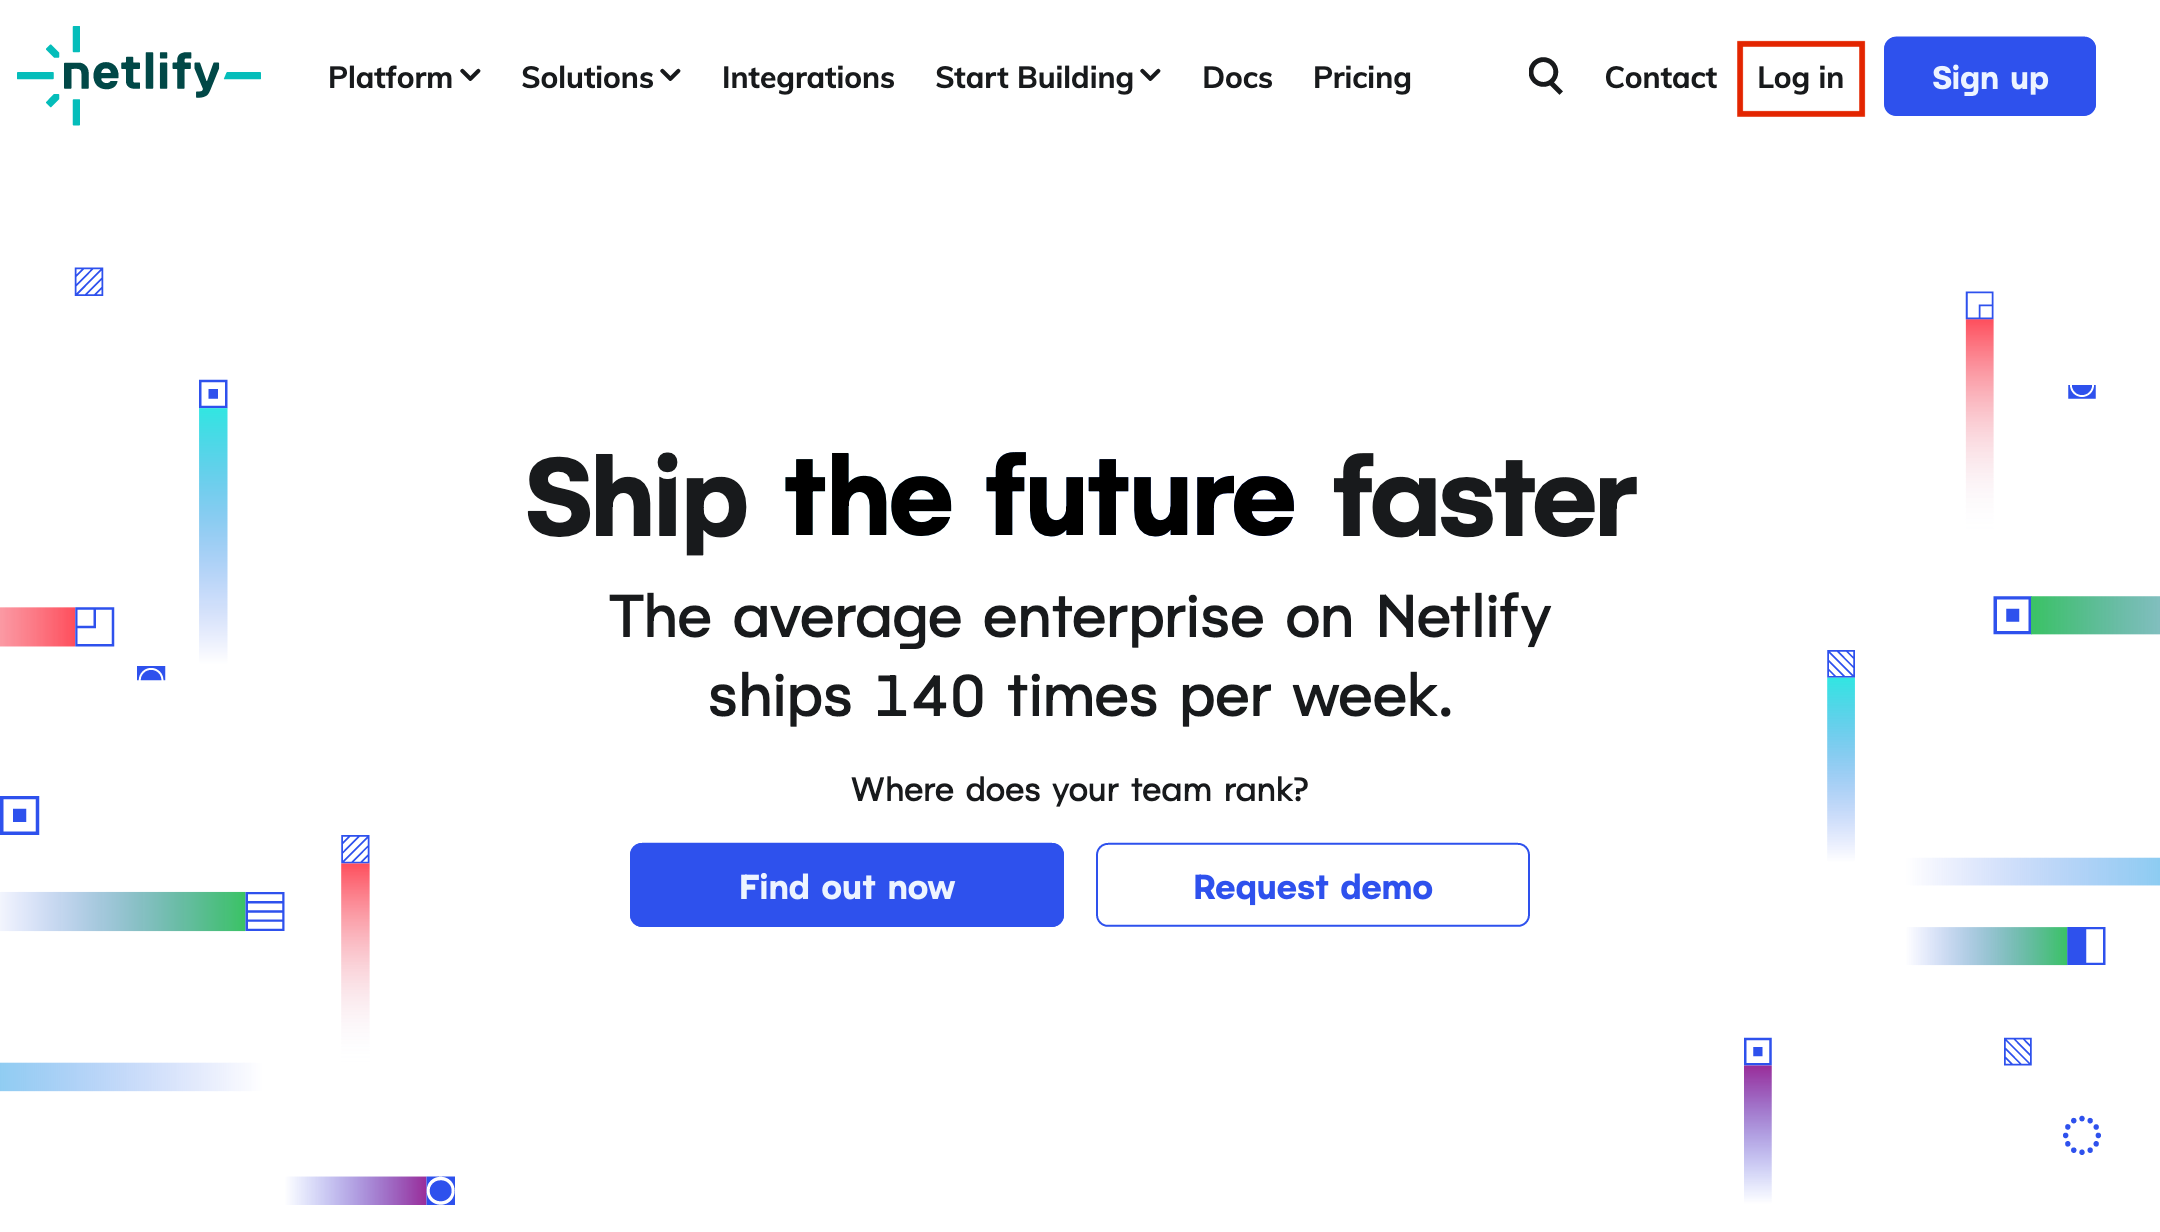 netlify
Platform Solutions Integrations Start Building Docs Pricing Contact Log in Sign up
Ship the future faster
The average enterprise on Netlify
ships 140 times per week.
Where does your team rank?
Find out now Request demo